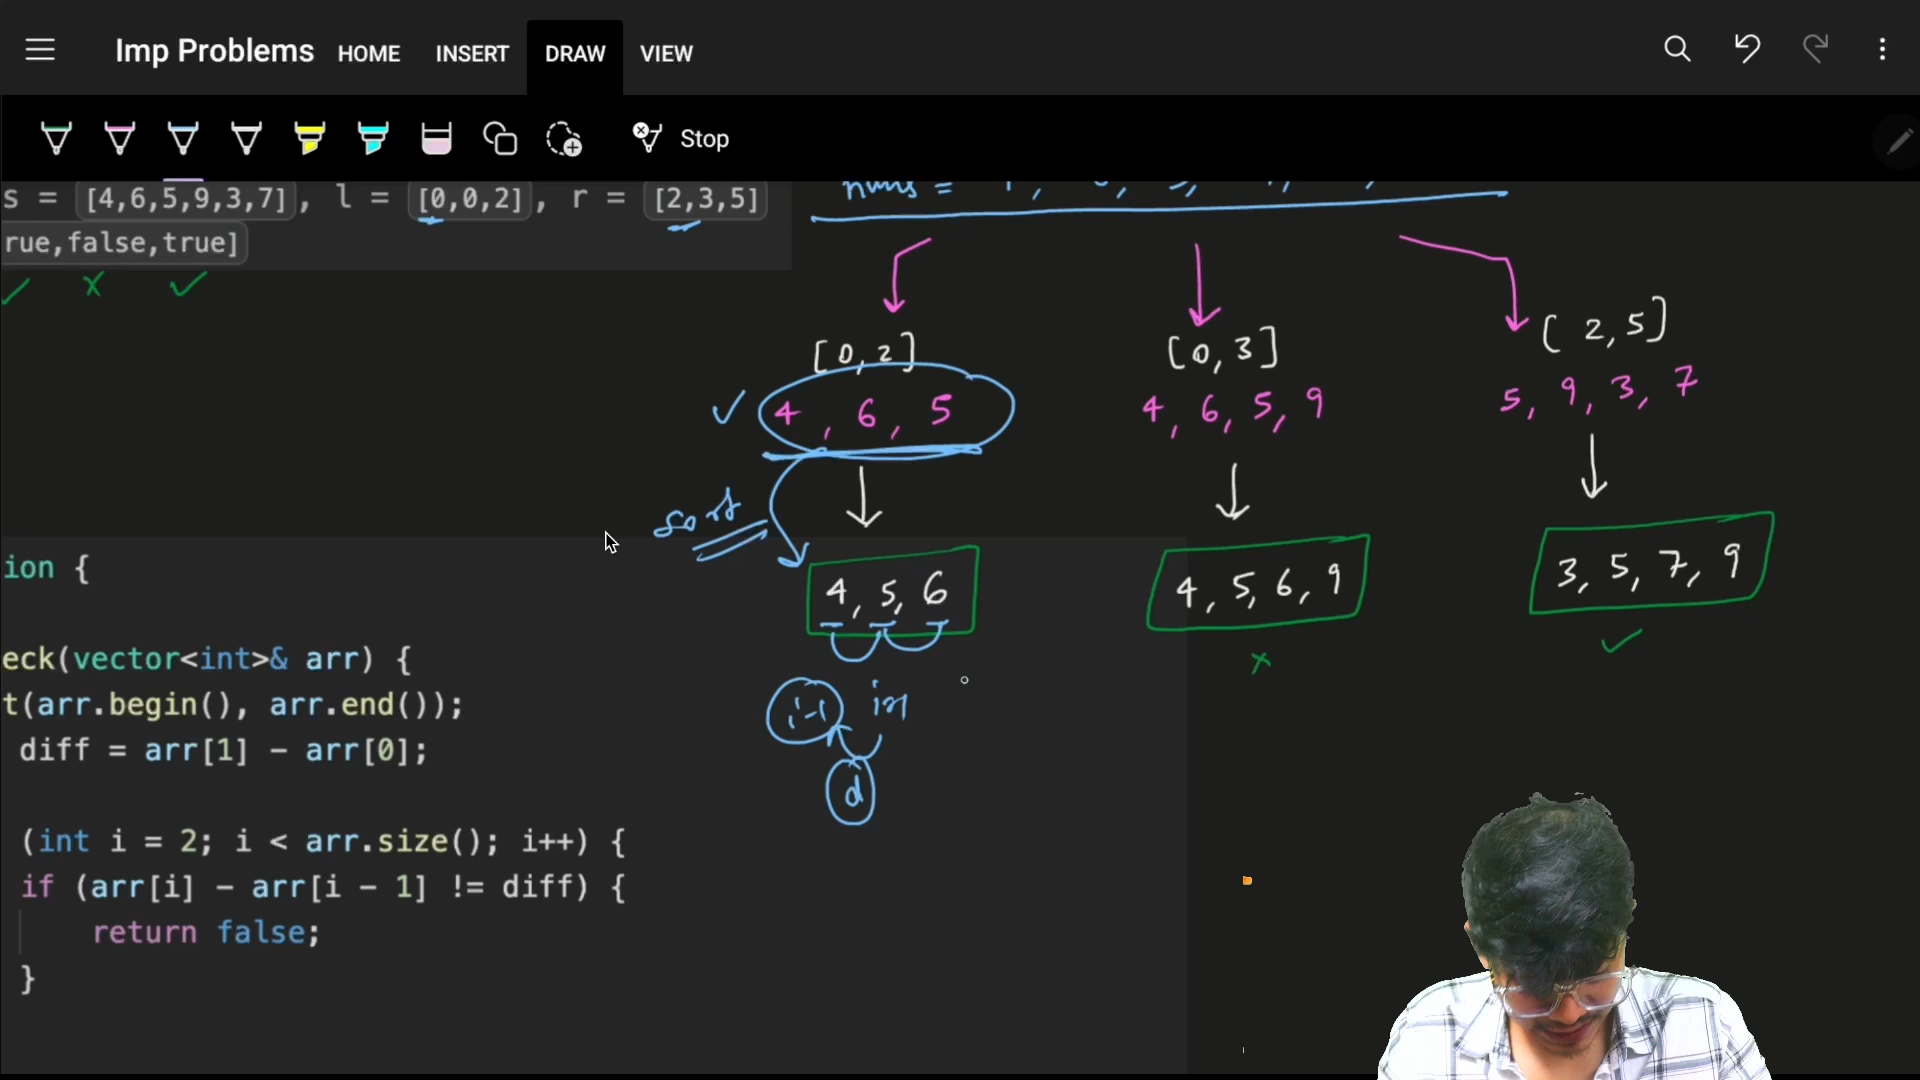 Imp Problems HOME INSERT DRAW VIEW
Stop
s = [4,6,5,9,3,7], l = [0,0,2], r = [2,3,5]
rue,false,true]
nums =
[0,2]
[0,3]
[2,5]
4, 6, 5
4, 6, 5, 9
5, 9, 3, 7
sort
4, 5, 6
4, 5, 6, 9
3, 5, 7, 9
i-1
d
ion {
eck(vector<int>& arr) {
t(arr.begin(), arr.end());
diff = arr[1] - arr[0];
(int i = 2; i < arr.size(); i++) {
if (arr[i] - arr[i - 1] != diff) {
return false;
}